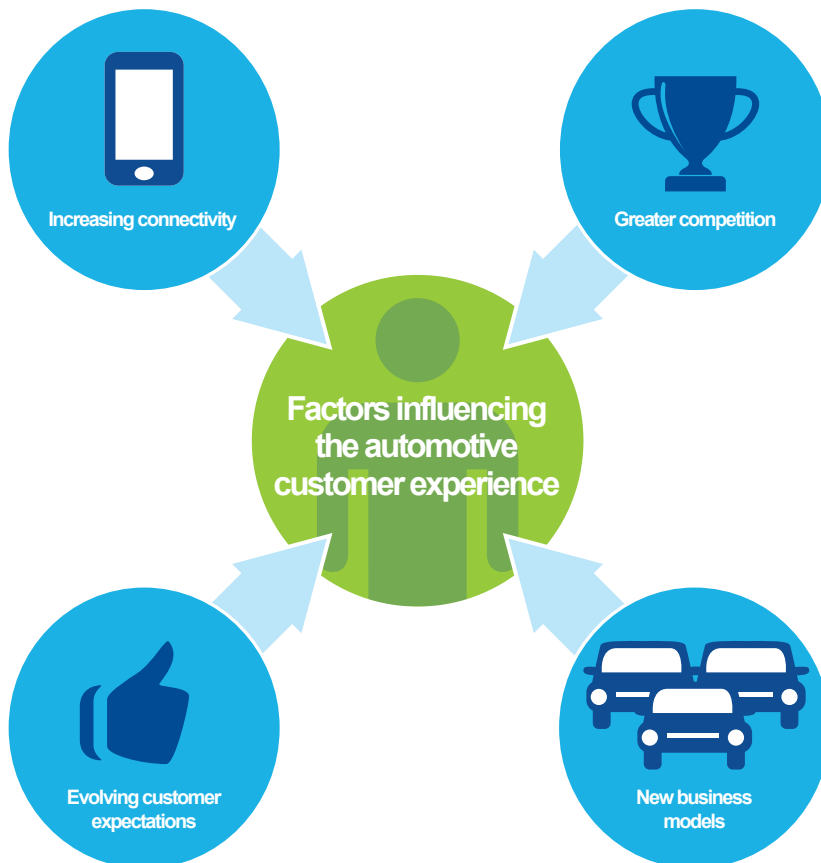 Increasing connectivity
Greater competition
Factors influencing
the automotive
customer experience
Evolving customer
expectations
New business
models